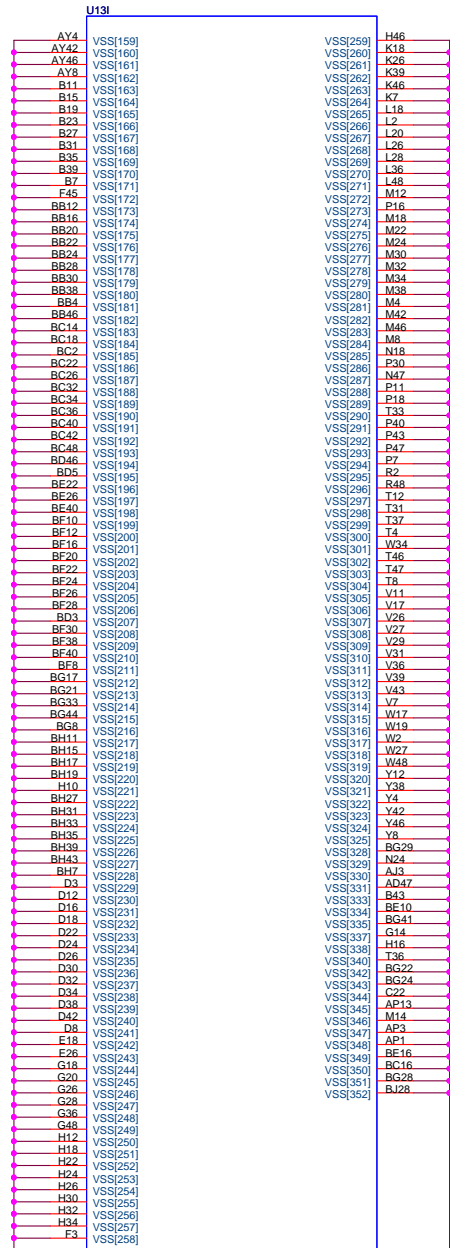 U13I
AY4 VSS[159]
AY42 VSS[160]
AY46 VSS[161]
AY8 VSS[162]
B11 VSS[163]
B15 VSS[164]
B19 VSS[165]
B23 VSS[166]
B27 VSS[167]
B31 VSS[168]
B35 VSS[169]
B39 VSS[170]
B7 VSS[171]
F45 VSS[172]
BB12 VSS[173]
BB16 VSS[174]
BB20 VSS[175]
BB22 VSS[176]
BB24 VSS[177]
BB28 VSS[178]
BB30 VSS[179]
BB38 VSS[180]
BB4 VSS[181]
BB46 VSS[182]
BC14 VSS[183]
BC18 VSS[184]
BC2 VSS[185]
BC22 VSS[186]
BC26 VSS[187]
BC32 VSS[188]
BC34 VSS[189]
BC36 VSS[190]
BC40 VSS[191]
BC42 VSS[192]
BC48 VSS[193]
BD46 VSS[194]
BD5 VSS[195]
BE22 VSS[196]
BE26 VSS[197]
BE40 VSS[198]
BF10 VSS[199]
BF12 VSS[200]
BF16 VSS[201]
BF20 VSS[202]
BF22 VSS[203]
BF24 VSS[204]
BF26 VSS[205]
BF28 VSS[206]
BD3 VSS[207]
BF30 VSS[208]
BF38 VSS[209]
BF40 VSS[210]
BF8 VSS[211]
BG17 VSS[212]
BG21 VSS[213]
BG33 VSS[214]
BG44 VSS[215]
BG8 VSS[216]
BH11 VSS[217]
BH15 VSS[218]
BH17 VSS[219]
BH19 VSS[220]
H10 VSS[221]
BH27 VSS[222]
BH31 VSS[223]
BH33 VSS[224]
BH35 VSS[225]
BH39 VSS[226]
BH43 VSS[227]
BH7 VSS[228]
D3 VSS[229]
D12 VSS[230]
D16 VSS[231]
D18 VSS[232]
D22 VSS[233]
D24 VSS[234]
D26 VSS[235]
D30 VSS[236]
D32 VSS[237]
D34 VSS[238]
D38 VSS[239]
D42 VSS[240]
D8 VSS[241]
E18 VSS[242]
E26 VSS[243]
G18 VSS[244]
G20 VSS[245]
G26 VSS[246]
G28 VSS[247]
G36 VSS[248]
G48 VSS[249]
H12 VSS[250]
H18 VSS[251]
H22 VSS[252]
H24 VSS[253]
H26 VSS[254]
H30 VSS[255]
H32 VSS[256]
H34 VSS[257]
F3 VSS[258]
VSS[259] H46
VSS[260] K18
VSS[261] K26
VSS[262] K39
VSS[263] K46
VSS[264] K7
VSS[265] L18
VSS[266] L2
VSS[267] L20
VSS[268] L26
VSS[269] L28
VSS[270] L36
VSS[271] L48
VSS[272] M12
VSS[273] P16
VSS[274] M18
VSS[275] M22
VSS[276] M24
VSS[277] M30
VSS[278] M32
VSS[279] M34
VSS[280] M38
VSS[281] M4
VSS[282] M42
VSS[283] M46
VSS[284] M8
VSS[285] N18
VSS[286] P30
VSS[287] N47
VSS[288] P11
VSS[289] P18
VSS[290] T33
VSS[291] P40
VSS[292] P43
VSS[293] P47
VSS[294] P7
VSS[295] R2
VSS[296] R48
VSS[297] T12
VSS[298] T31
VSS[299] T37
VSS[300] T4
VSS[301] W34
VSS[302] T46
VSS[303] T47
VSS[304] T8
VSS[305] V11
VSS[306] V17
VSS[307] V26
VSS[308] V27
VSS[309] V29
VSS[310] V31
VSS[311] V36
VSS[312] V39
VSS[313] V43
VSS[314] V7
VSS[315] W17
VSS[316] W19
VSS[317] W2
VSS[318] W27
VSS[319] W48
VSS[320] Y12
VSS[321] Y38
VSS[322] Y4
VSS[323] Y42
VSS[324] Y46
VSS[325] Y8
VSS[328] BG29
VSS[329] N24
VSS[330] AJ3
VSS[331] AD47
VSS[333] B43
VSS[334] BE10
VSS[335] BG41
VSS[337] G14
VSS[338] H16
VSS[340] T36
VSS[342] BG22
VSS[343] BG24
VSS[344] C22
VSS[345] AP13
VSS[346] M14
VSS[347] AP3
VSS[348] AP1
VSS[349] BE16
VSS[350] BC16
VSS[351] BG28
VSS[352] BJ28